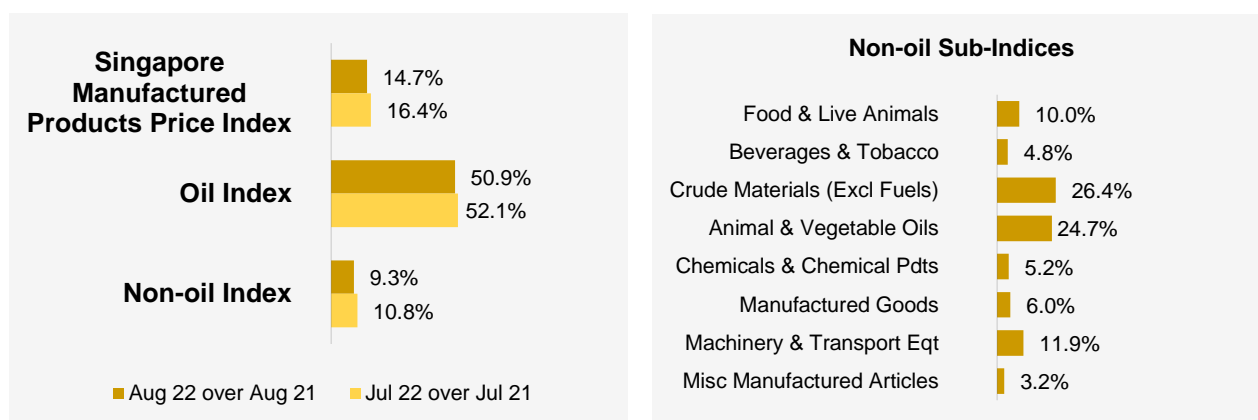 Singapore
Manufactured
Products Price Index
14.7%
16.4%
Oil Index
50.9%
52.1%
Non-oil Index
9.3%
10.8%
Aug 22 over Aug 21
Jul 22 over Jul 21
Non-oil Sub-Indices
Food & Live Animals
10.0%
Beverages & Tobacco
4.8%
Crude Materials (Excl Fuels)
26.4%
Animal & Vegetable Oils
24.7%
Chemicals & Chemical Pdts
5.2%
Manufactured Goods
6.0%
Machinery & Transport Eqt
11.9%
Misc Manufactured Articles
3.2%